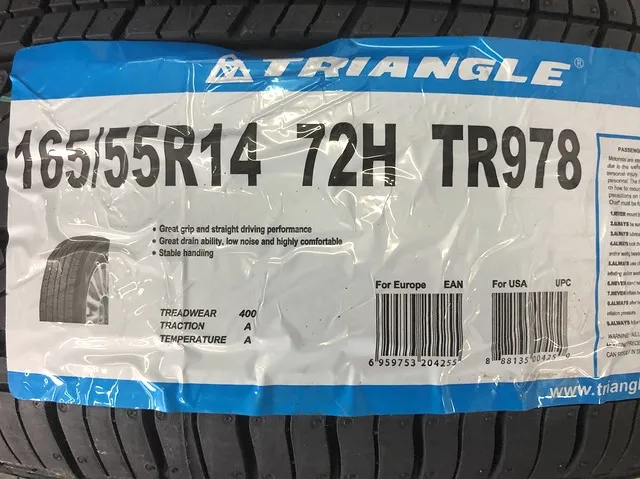 TRIANGLE®
165/55R14 72H TR978
• Great grip and straight driving performance
• Great drain ability, low noise and highly comfortable
• Stable handling
TREADWEAR 400
TRACTION A
TEMPERATURE A
For Europe EAN
6 959753 204255
For USA UPC
8 88135 00425 0
PASSENG
www.triangl